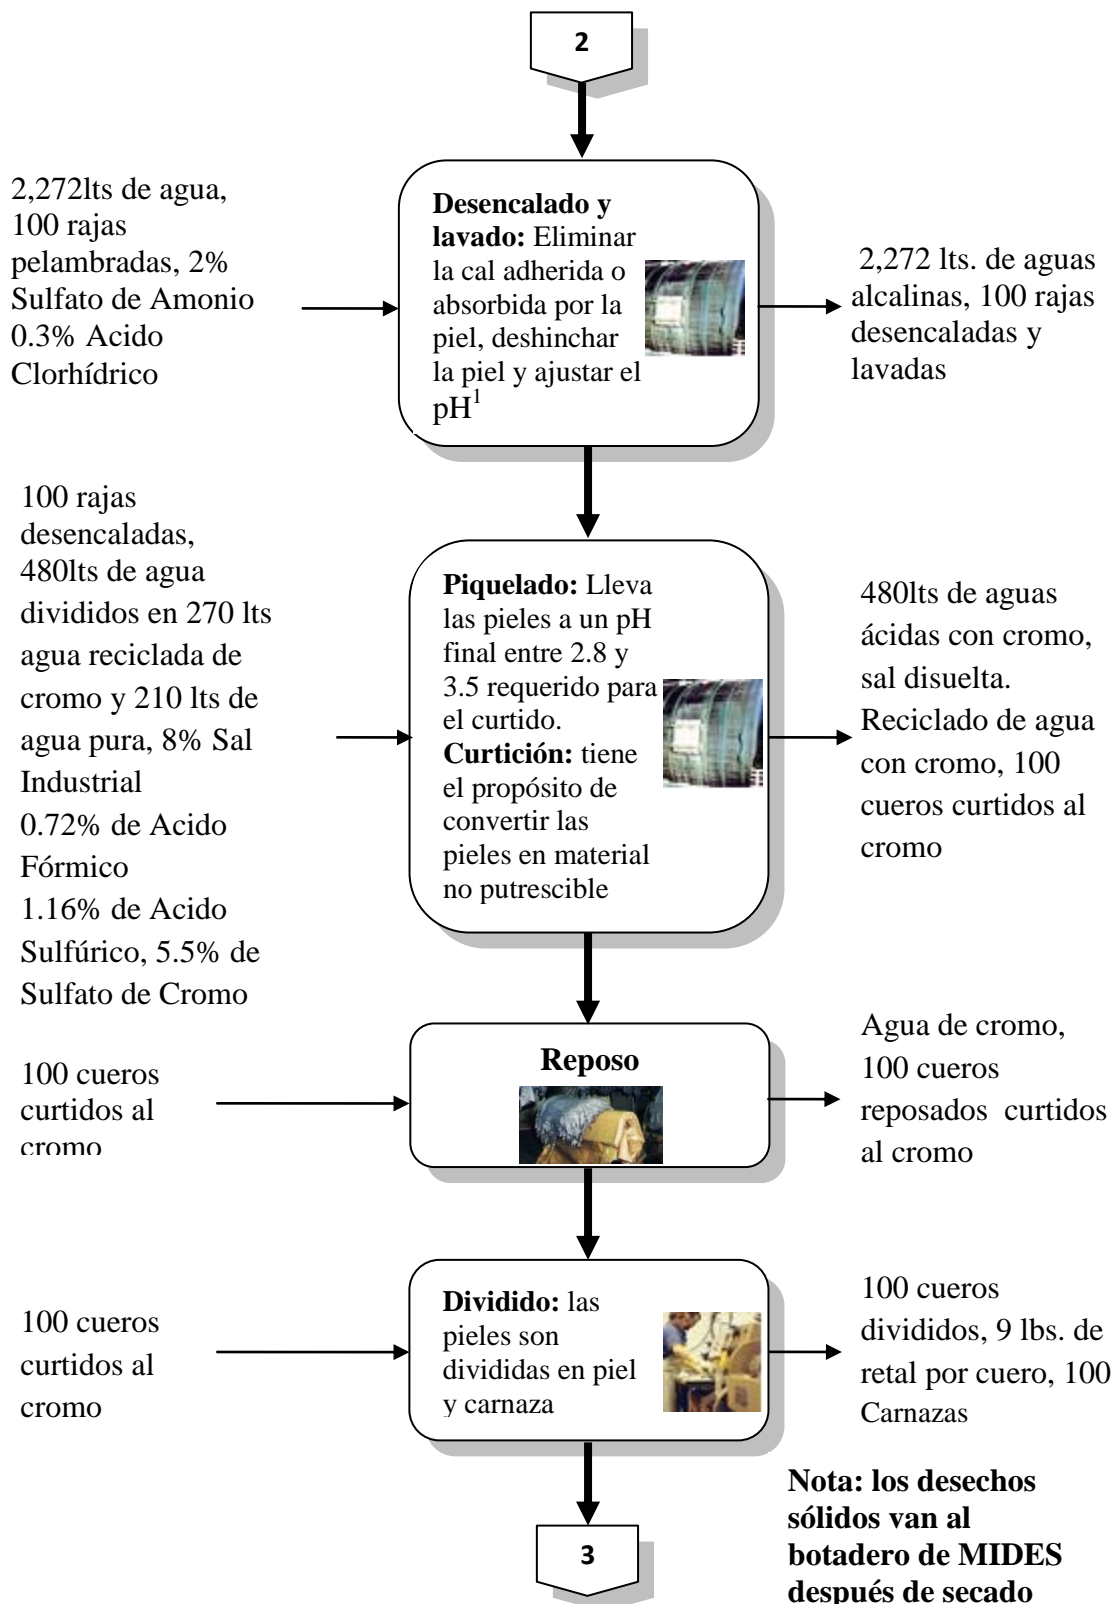 2
2,272lts de agua,
100 rajas
pelambradas, 2%
Sulfato de Amonio
0.3% Acido
Clorhídrico
Desencalado y
lavado: Eliminar
la cal adherida o
absorbida por la
piel, deshinchar
la piel y ajustar el
pH1
2,272 lts. de aguas
alcalinas, 100 rajas
desencaladas y
lavadas
100 rajas
desencaladas,
480lts de agua
divididos en 270 lts
agua reciclada de
cromo y 210 lts de
agua pura, 8% Sal
Industrial
0.72% de Acido
Fórmico
1.16% de Acido
Sulfúrico, 5.5% de
Sulfato de Cromo
Piquelado: Lleva
las pieles a un pH
final entre 2.8 y
3.5 requerido para
el curtido.
Curtición: tiene
el propósito de
convertir las
pieles en material
no putrescible
480lts de aguas
ácidas con cromo,
sal disuelta.
Reciclado de agua
con cromo, 100
cueros curtidos al
cromo
100 cueros
curtidos al
cromo
Reposo
Agua de cromo,
100 cueros
reposados curtidos
al cromo
100 cueros
curtidos al
cromo
Dividido: las
pieles son
divididas en piel
y carnaza
100 cueros
divididos, 9 lbs. de
retal por cuero, 100
Carnazas
Nota: los desechos
sólidos van al
botadero de MIDES
después de secado
3